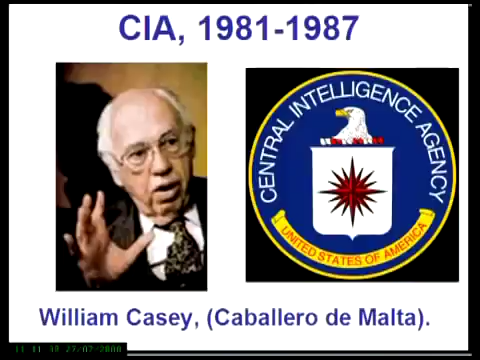 CIA, 1981-1987
CENTRAL INTELLIGENCE AGENCY
UNITED STATES OF AMERICA
William Casey, (Caballero de Malta).